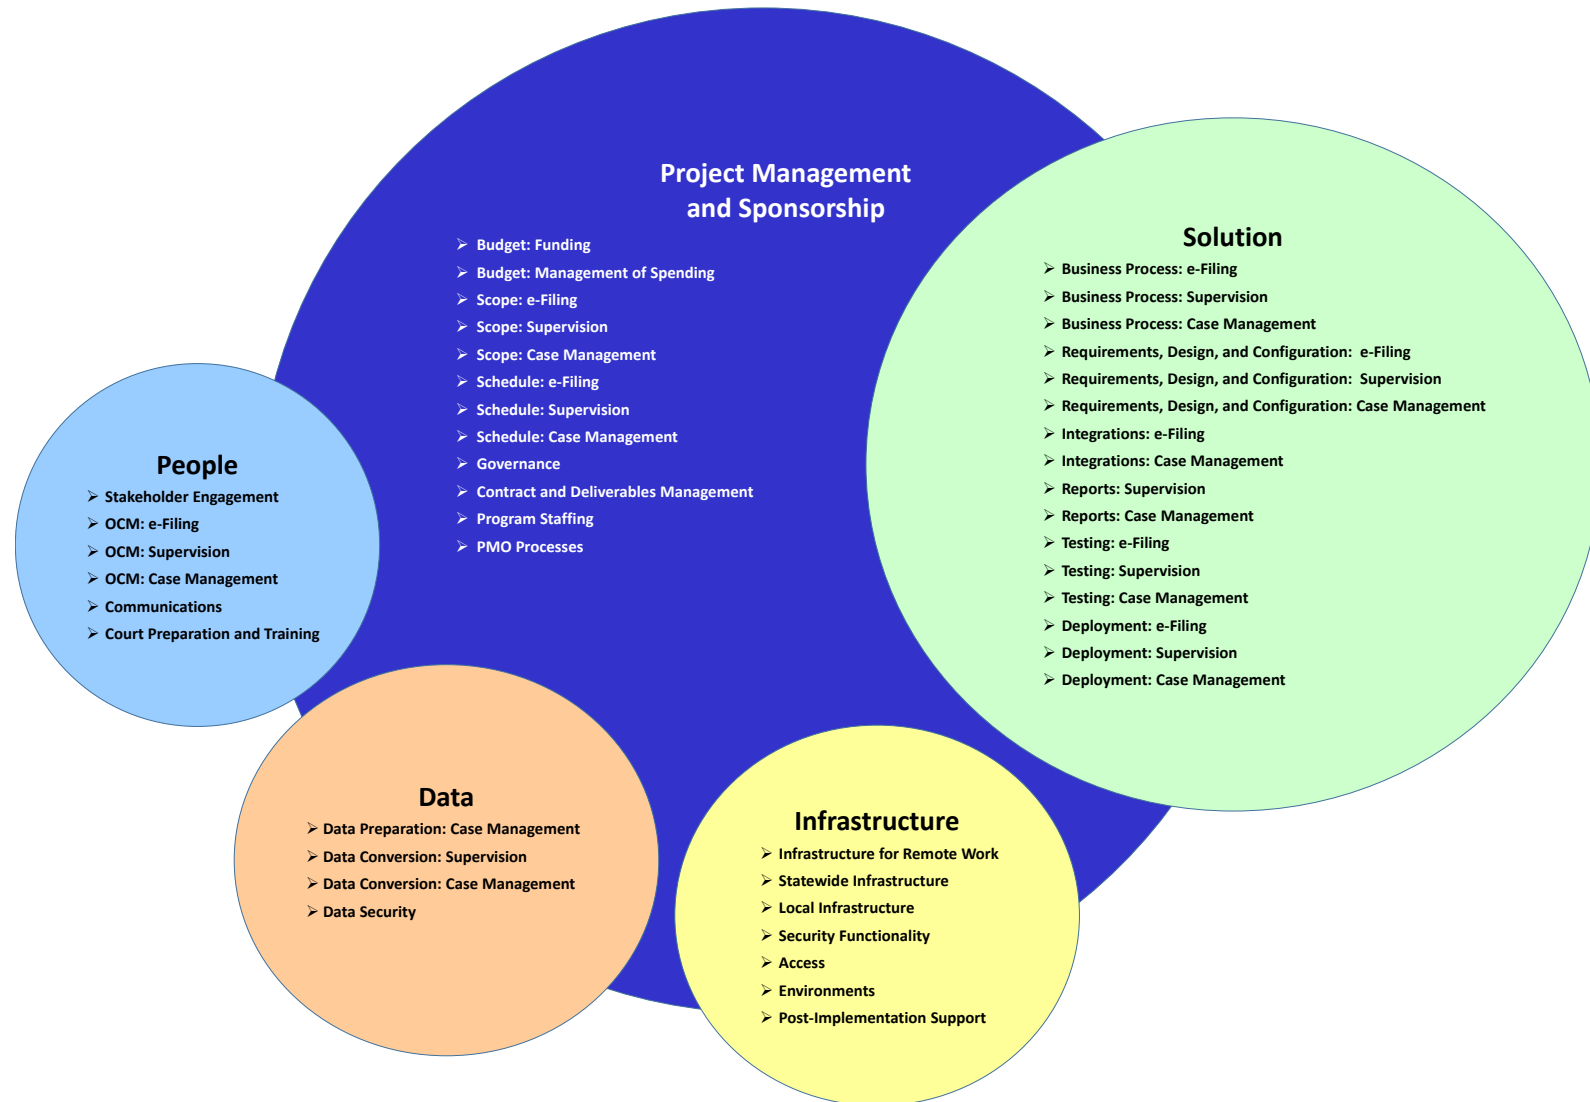 Project Management
and Sponsorship
➢ Budget: Funding
➢ Budget: Management of Spending
➢ Scope: e-Filing
➢ Scope: Supervision
➢ Scope: Case Management
➢ Schedule: e-Filing
➢ Schedule: Supervision
➢ Schedule: Case Management
➢ Governance
➢ Contract and Deliverables Management
➢ Program Staffing
➢ PMO Processes
Solution
➢ Business Process: e-Filing
➢ Business Process: Supervision
➢ Business Process: Case Management
➢ Requirements, Design, and Configuration:  e-Filing
➢ Requirements, Design, and Configuration:  Supervision
➢ Requirements, Design, and Configuration: Case Management
➢ Integrations: e-Filing
➢ Integrations: Case Management
➢ Reports: Supervision
➢ Reports: Case Management
➢ Testing: e-Filing
➢ Testing: Supervision
➢ Testing: Case Management
➢ Deployment: e-Filing
➢ Deployment: Supervision
➢ Deployment: Case Management
People
➢ Stakeholder Engagement
➢ OCM: e-Filing
➢ OCM: Supervision
➢ OCM: Case Management
➢ Communications
➢ Court Preparation and Training
Data
➢ Data Preparation: Case Management
➢ Data Conversion: Supervision
➢ Data Conversion: Case Management
➢ Data Security
Infrastructure
➢ Infrastructure for Remote Work
➢ Statewide Infrastructure
➢ Local Infrastructure
➢ Security Functionality
➢ Access
➢ Environments
➢ Post-Implementation Support